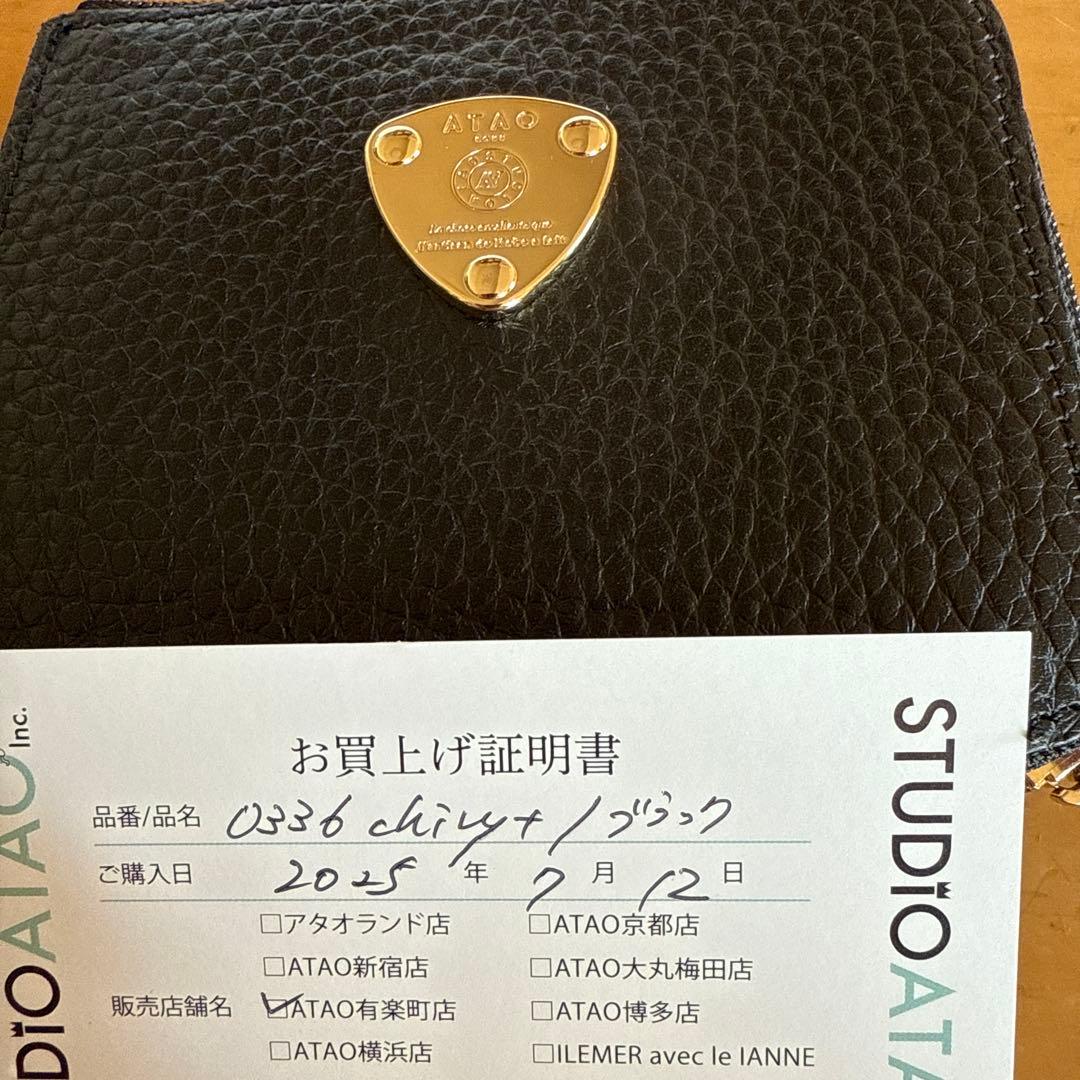 ATAO
KOBE
お買上げ証明書
品番/品名 0336 chivy+ / ブラック
ご購入日 2025 年 7 月 12 日
□アタオランド店 □ATAO京都店
□ATAO新宿店 □ATAO大丸梅田店
販売店舗名 ☑ATAO有楽町店 □ATAO博多店
□ATAO横浜店 □ILEMER avec le IANNE
DIOATAO Inc.
STUDIOATA